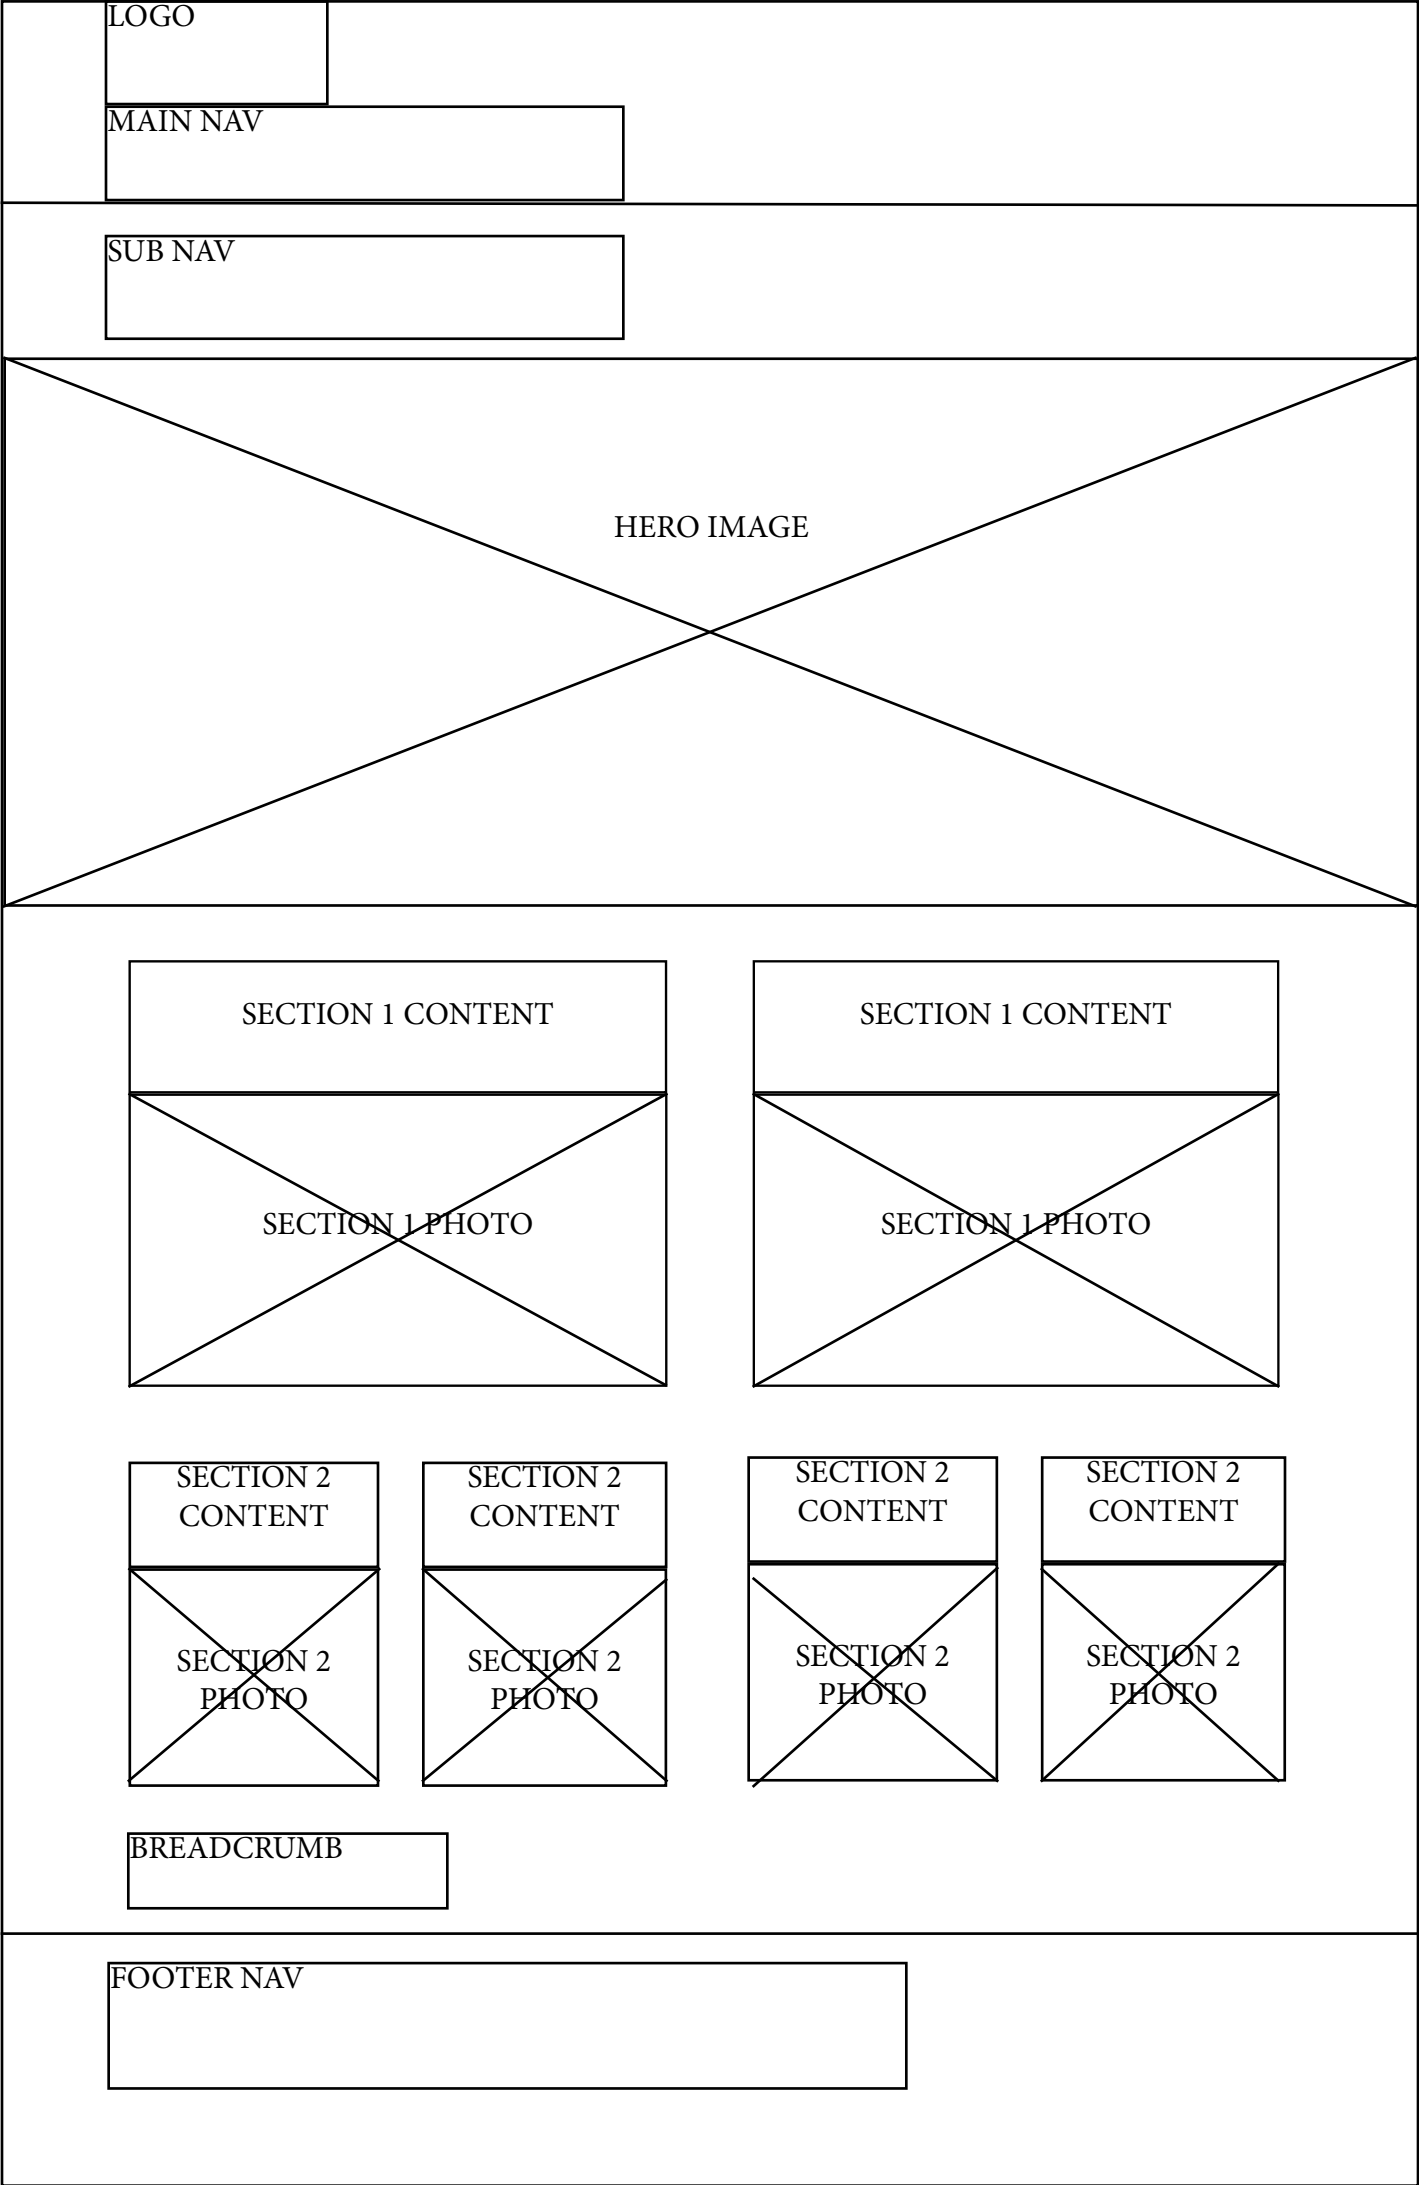 LOGO
MAIN NAV
SUB NAV
HERO IMAGE
SECTION 1 CONTENT
SECTION 1 CONTENT
SECTION 1 PHOTO
SECTION 1 PHOTO
SECTION 2
CONTENT
SECTION 2
CONTENT
SECTION 2
CONTENT
SECTION 2
CONTENT
SECTION 2
PHOTO
SECTION 2
PHOTO
SECTION 2
PHOTO
SECTION 2
PHOTO
BREADCRUMB
FOOTER NAV